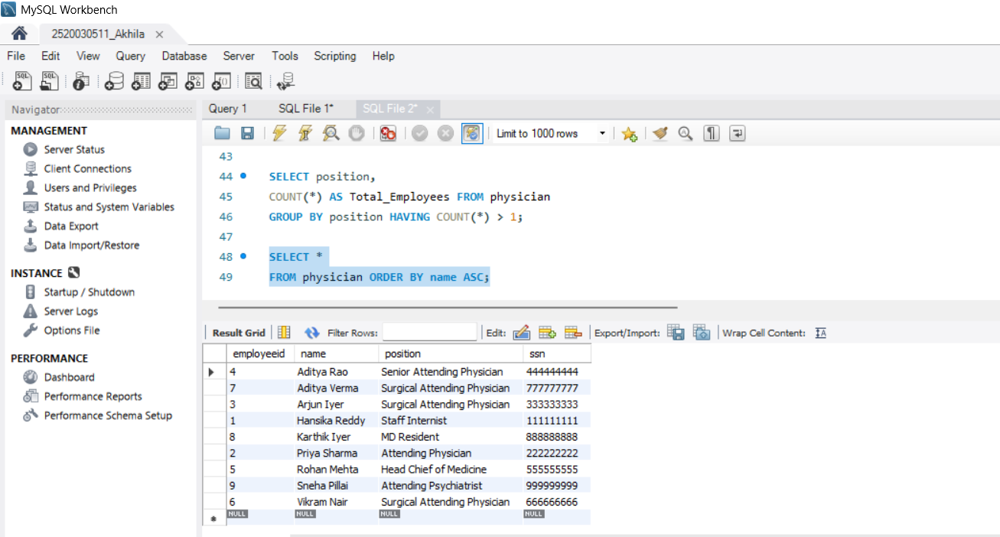 MySQL Workbench
2520030511_Akhila
File Edit View Query Database Server Tools Scripting Help
Navigator
MANAGEMENT
Server Status
Client Connections
Users and Privileges
Status and System Variables
Data Export
Data Import/Restore
INSTANCE
Startup / Shutdown
Server Logs
Options File
PERFORMANCE
Dashboard
Performance Reports
Performance Schema Setup
Query 1 SQL File 1* SQL File 2*
Limit to 1000 rows
43
44 SELECT position,
45 COUNT(*) AS Total_Employees FROM physician
46 GROUP BY position HAVING COUNT(*) > 1;
47
48 SELECT *
49 FROM physician ORDER BY name ASC;
Result Grid Filter Rows: Edit: Export/Import: Wrap Cell Content:
employeeid name position ssn
4 Aditya Rao Senior Attending Physician 444444444
7 Aditya Verma Surgical Attending Physician 777777777
3 Arjun Iyer Surgical Attending Physician 333333333
1 Hansika Reddy Staff Internist 111111111
8 Karthik Iyer MD Resident 888888888
2 Priya Sharma Attending Physician 222222222
5 Rohan Mehta Head Chief of Medicine 555555555
9 Sneha Pillai Attending Psychiatrist 999999999
6 Vikram Nair Surgical Attending Physician 666666666
NULL NULL NULL NULL